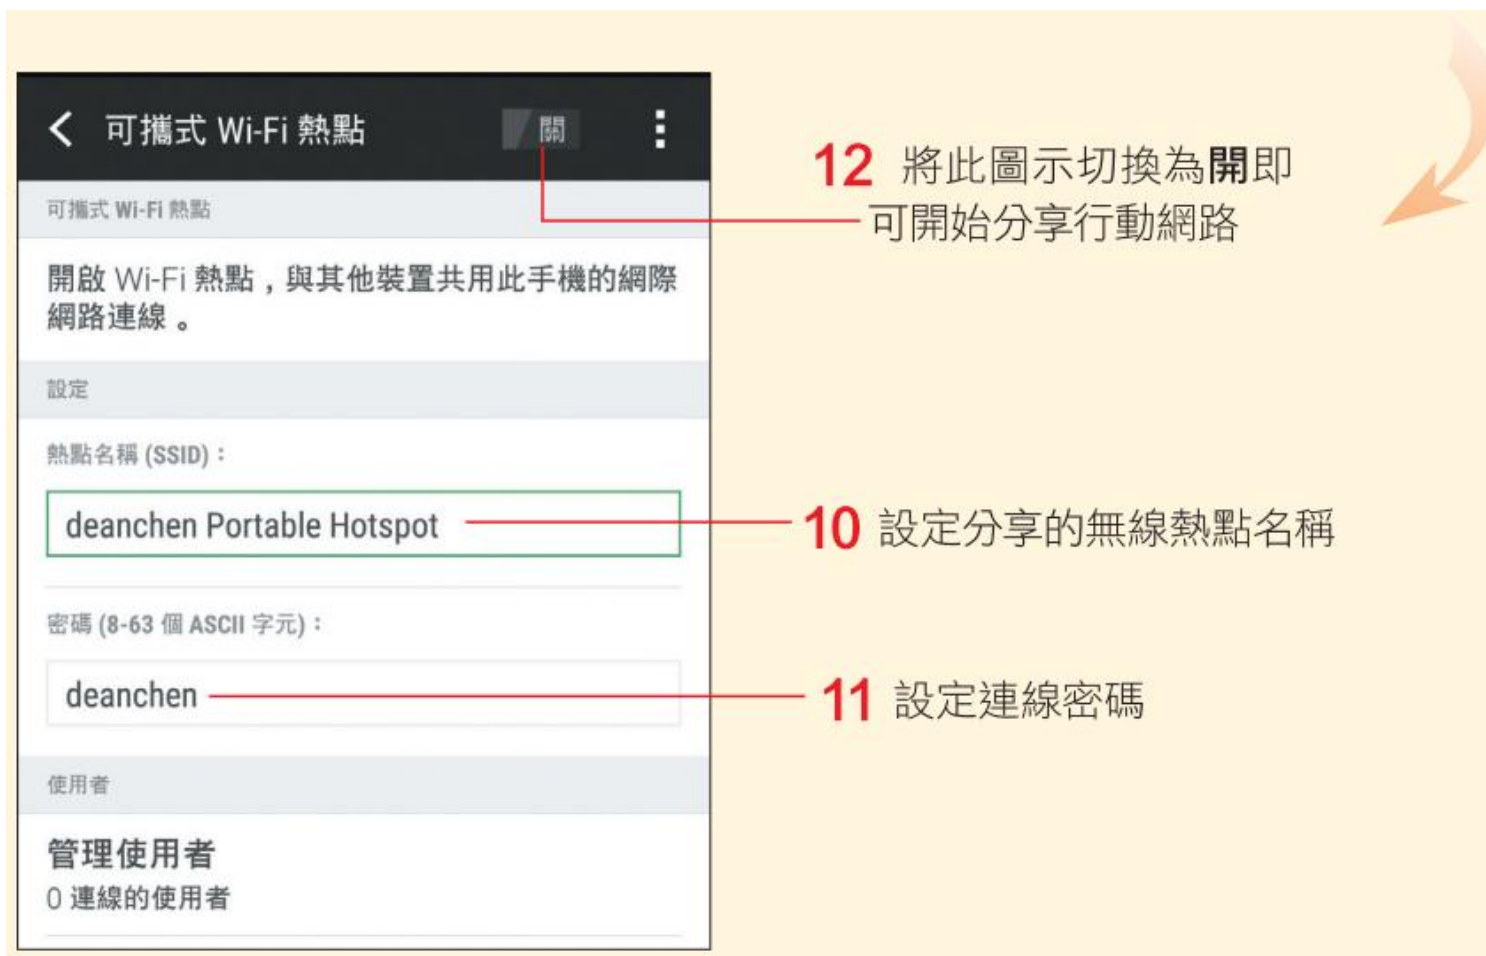 可攜式 Wi-Fi 熱點
關
12 將此圖示切換為開即
可開始分享行動網路
可攜式 Wi-Fi 熱點
開啟 Wi-Fi 熱點，與其他裝置共用此手機的網際
網路連線。
設定
熱點名稱 (SSID)：
deanchen Portable Hotspot
10 設定分享的無線熱點名稱
密碼 (8-63 個 ASCII 字元)：
deanchen
11 設定連線密碼
使用者
管理使用者
0 連線的使用者